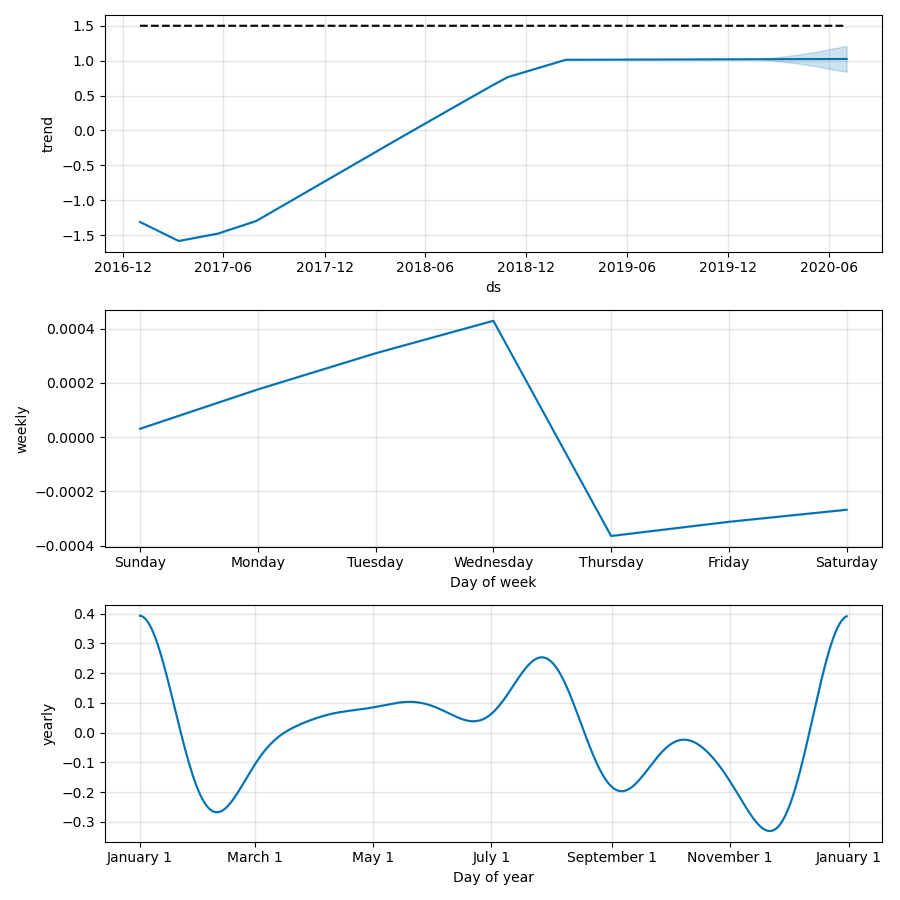 1.5
1.0
0.5
0.0
−0.5
−1.0
−1.5
trend
2016-12 2017-06 2017-12 2018-06 2018-12 2019-06 2019-12 2020-06
ds
0.0004
0.0002
0.0000
−0.0002
−0.0004
weekly
Sunday Monday Tuesday Wednesday Thursday Friday Saturday
Day of week
0.4
0.3
0.2
0.1
0.0
−0.1
−0.2
−0.3
yearly
January 1 March 1 May 1 July 1 September 1 November 1 January 1
Day of year